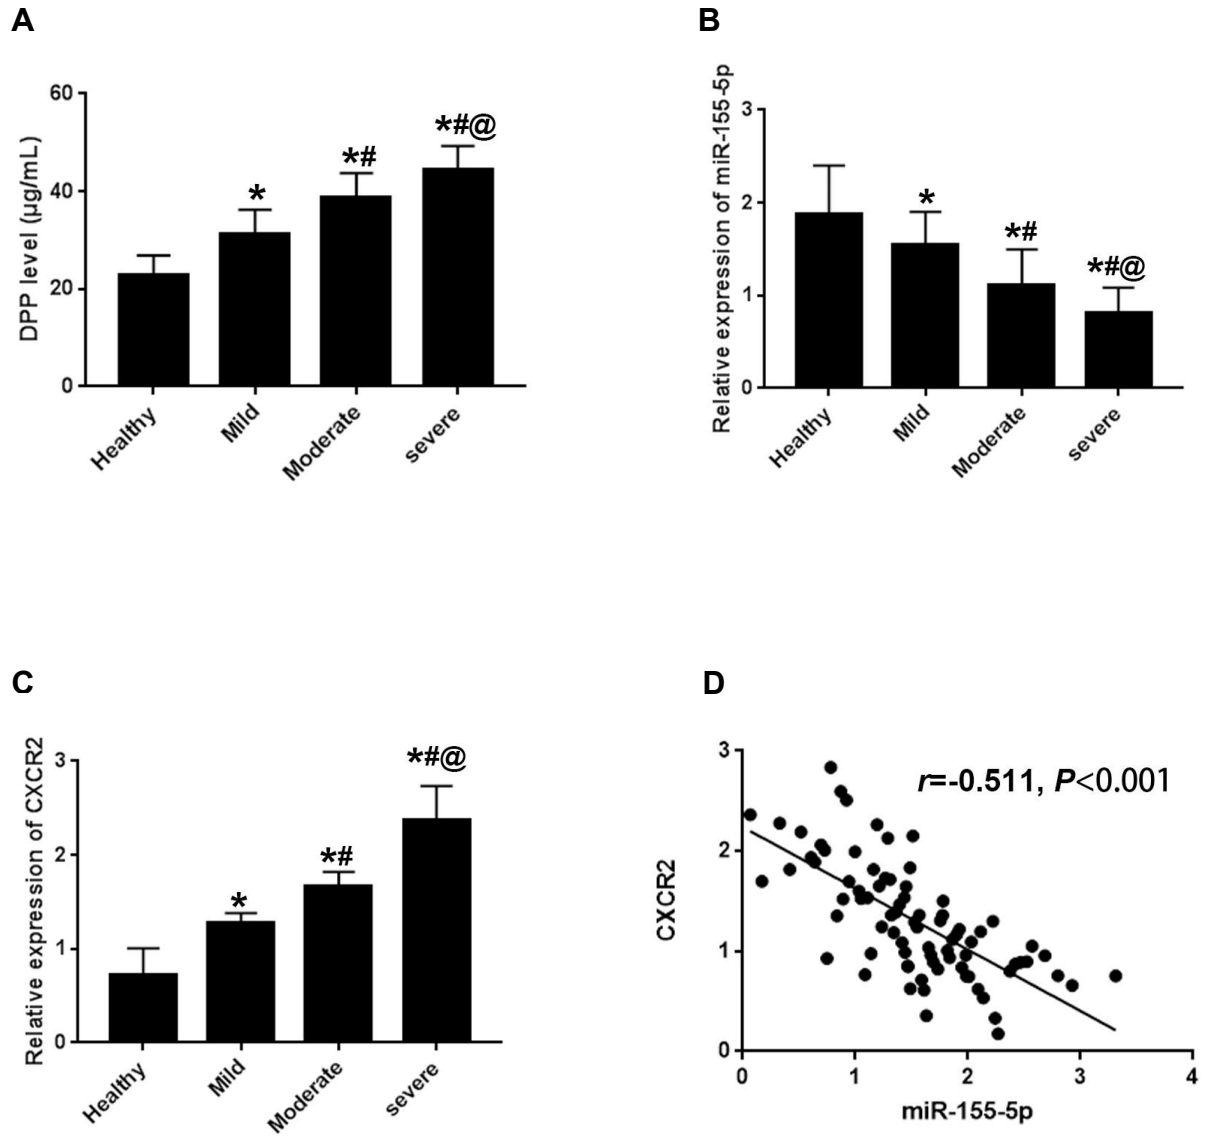 A
DPP level (μg/mL)
60
40
20
0
*
*#
*#@
Healthy
Mild
Moderate
severe
B
Relative expression of miR-155-5p
3
2
1
0
*
*#
*#@
Healthy
Mild
Moderate
severe
C
Relative expression of CXCR2
3
2
1
0
*
*#
*#@
Healthy
Mild
Moderate
severe
D
CXCR2
3
2
1
0
r=-0.511, P<0.001
0 1 2 3 4
miR-155-5p